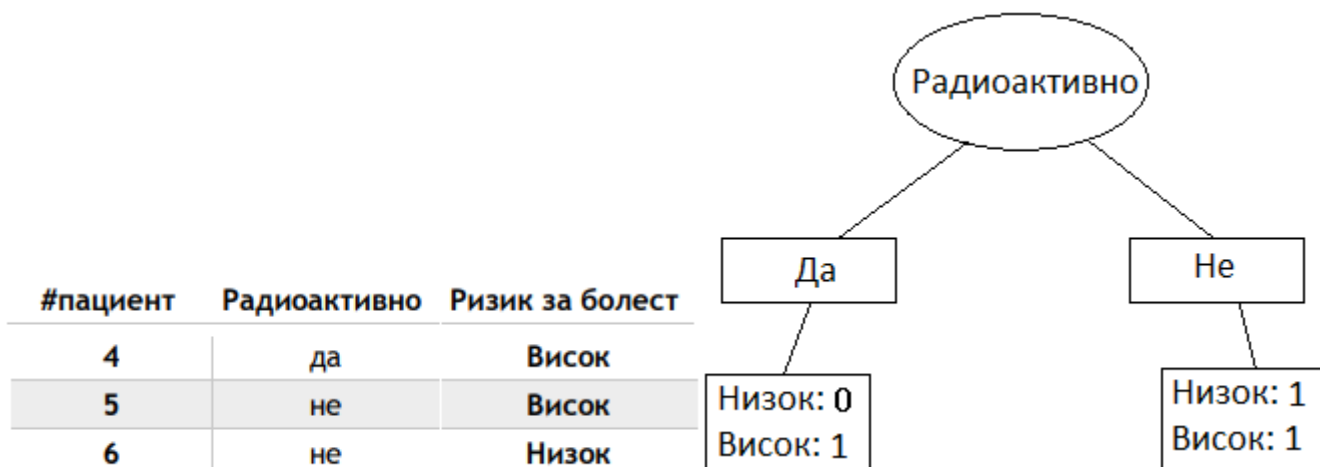 #пациент Радиоактивно Ризик за болест
4 да Висок
5 не Висок
6 не Низок
Радиоактивно
Да
Не
Низок: 0
Висок: 1
Низок: 1
Висок: 1